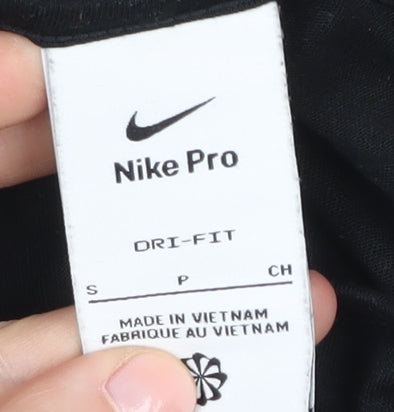 Nike Pro
DRI-FIT
S P CH
MADE IN VIETNAM
FABRIQUE AU VIETNAM